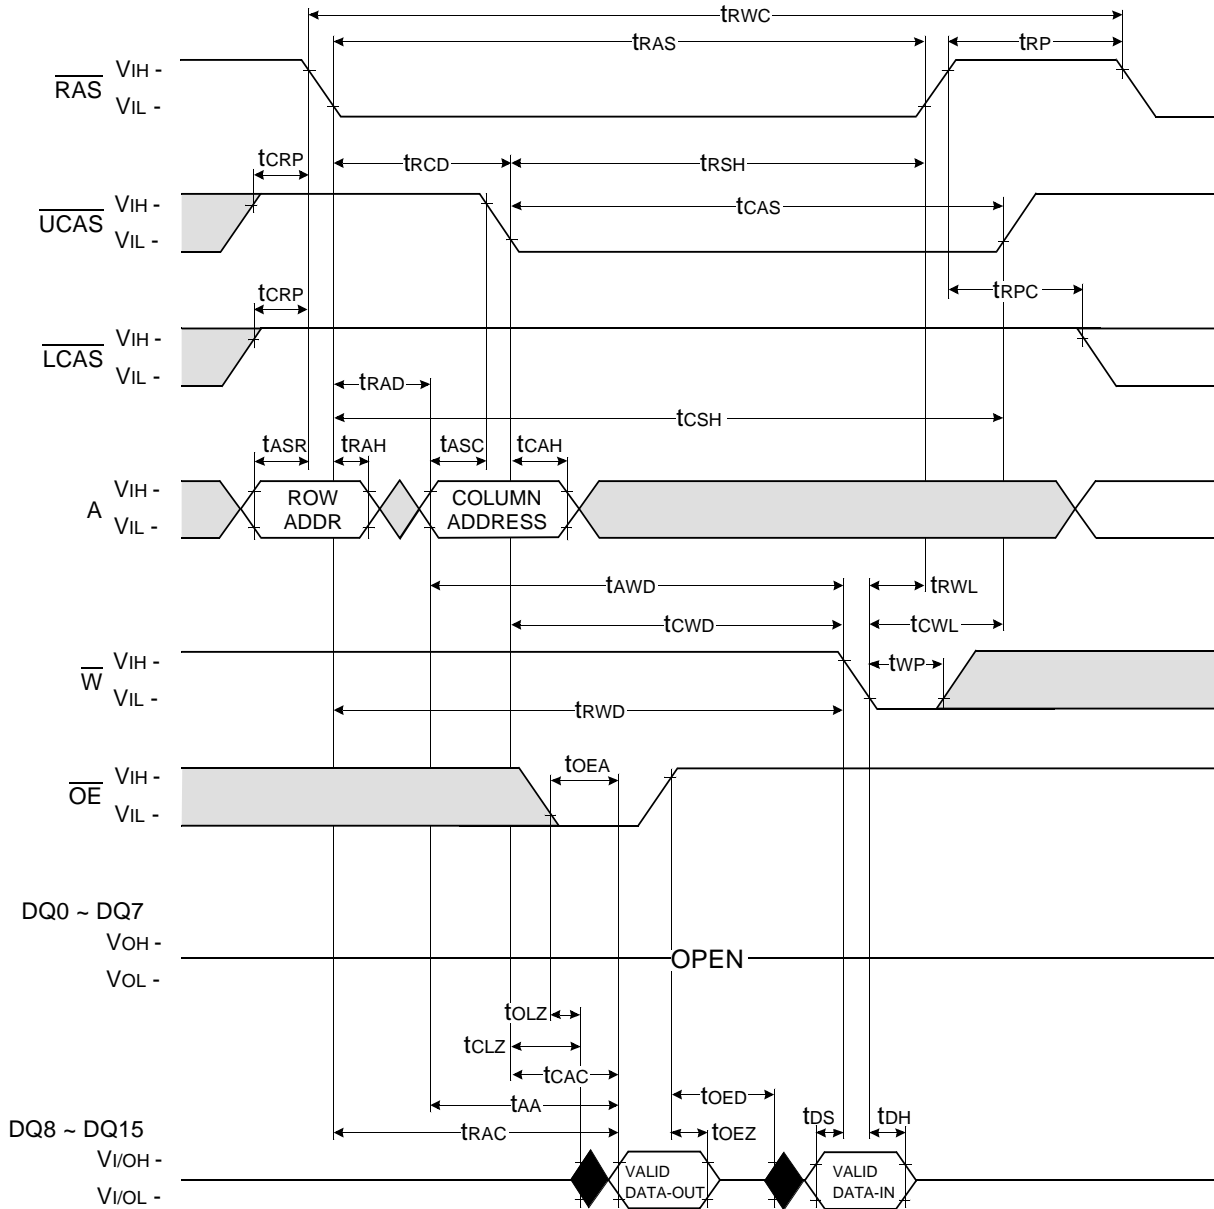 tRWC
tRAS
tRP
RAS
VIH -
VIL -
tCRP
tRCD
tRSH
UCAS
VIH -
VIL -
tCAS
tCRP
tRPC
LCAS
VIH -
VIL -
tRAD
tCSH
tASR
tRAH
tASC
tCAH
A
VIH -
VIL -
ROW
ADDR
COLUMN
ADDRESS
tAWD
tRWL
tCWD
tCWL
W
VIH -
VIL -
tWP
tRWD
OE
VIH -
VIL -
tOEA
DQ0 ~ DQ7
VOH -
VOL -
OPEN
tOLZ
tCLZ
tCAC
tOED
tAA
tDS
tDH
DQ8 ~ DQ15
tRAC
tOEZ
VI/OH -
VI/OL -
VALID
DATA-OUT
VALID
DATA-IN